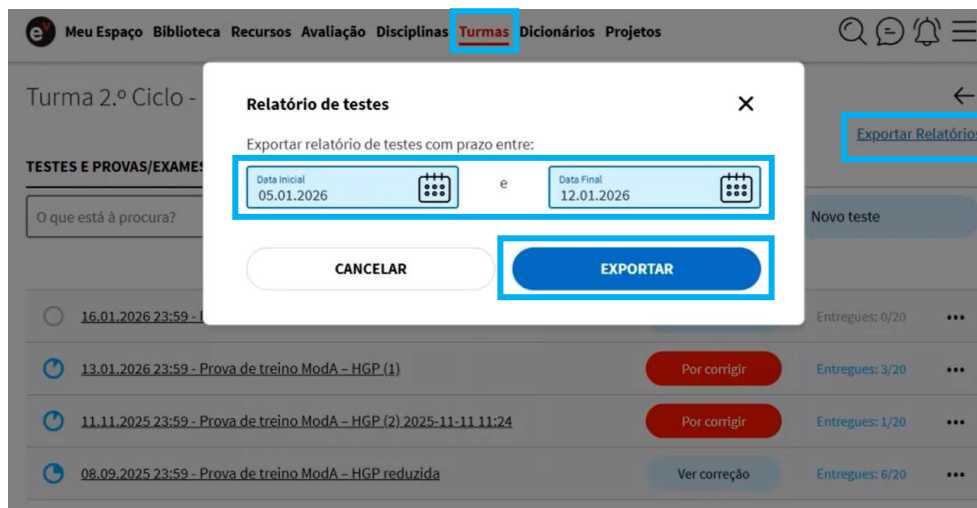 ev Meu Espaço Biblioteca Recursos Avaliação Disciplinas Turmas Dicionários Projetos
Turma 2.º Ciclo -
Exportar Relatórios
TESTES E PROVAS/EXAMES
O que está à procura?
Novo teste
Relatório de testes
Exportar relatório de testes com prazo entre:
Data Inicial
05.01.2026
e
Data Final
12.01.2026
CANCELAR
EXPORTAR
16.01.2026 23:59 -
Entregues: 0/20
13.01.2026 23:59 - Prova de treino ModA – HGP (1) Por corrigir Entregues: 3/20
11.11.2025 23:59 - Prova de treino ModA – HGP (2) 2025-11-11 11:24 Por corrigir Entregues: 1/20
08.09.2025 23:59 - Prova de treino ModA – HGP reduzida Ver correção Entregues: 6/20